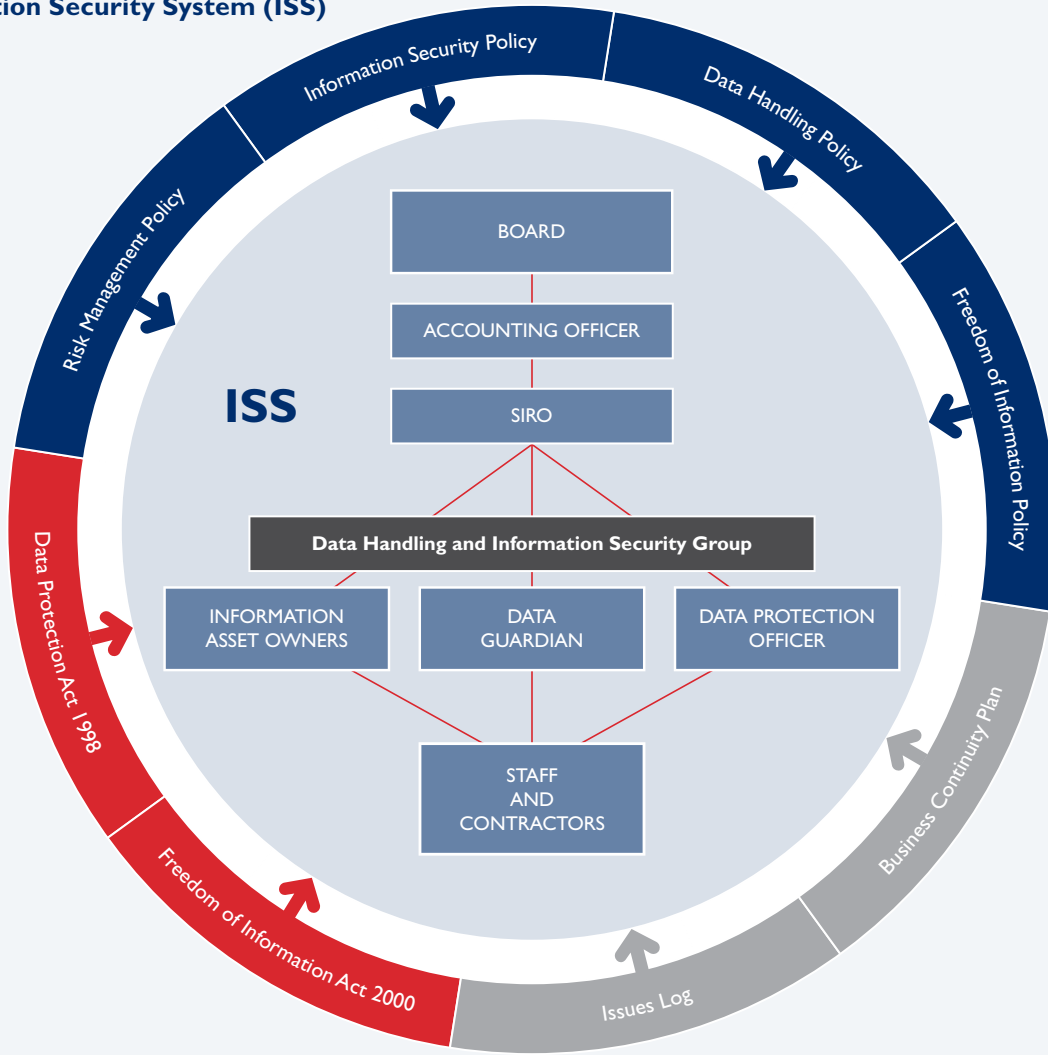 tion Security System (ISS)
Information Security Policy
Data Handling Policy
Risk Management Policy
Freedom of Information Policy
BOARD
ACCOUNTING OFFICER
ISS
SIRO
Data Handling and Information Security Group
INFORMATION
ASSET OWNERS
DATA
GUARDIAN
DATA PROTECTION
OFFICER
Data Protection Act 1998
STAFF
AND
CONTRACTORS
Business Continuity Plan
Freedom of Information Act 2000
Issues Log